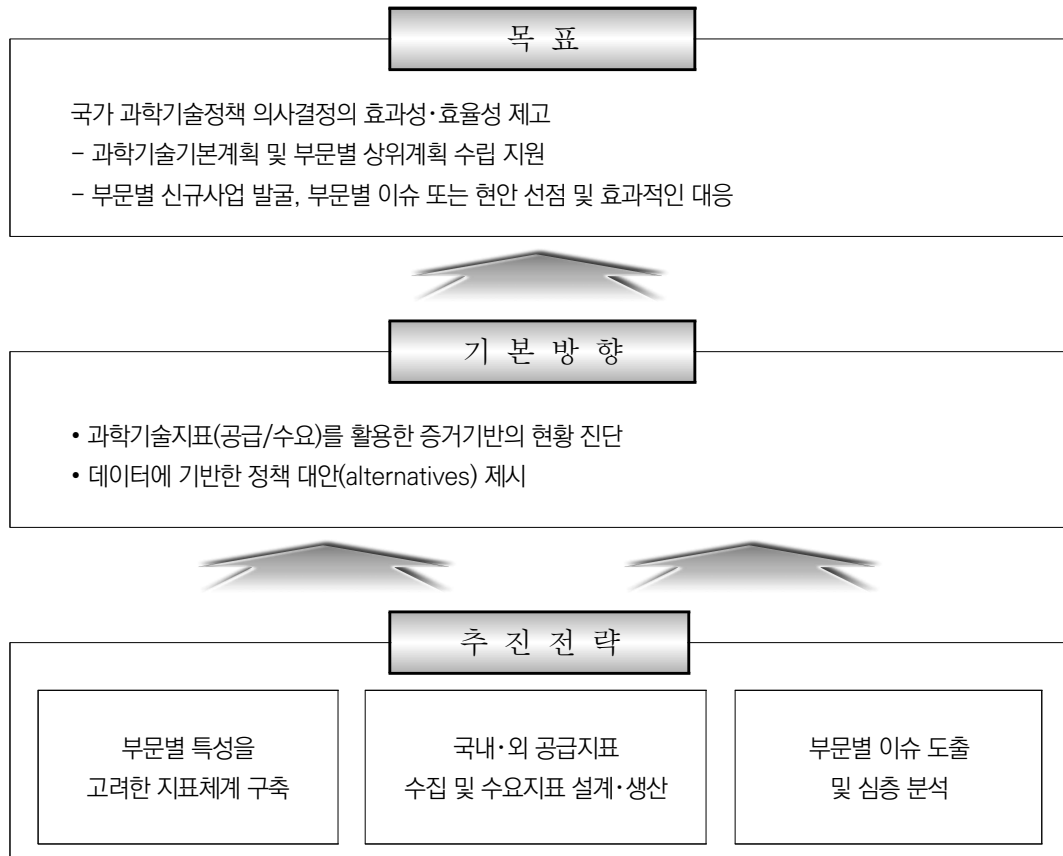 목 표
국가 과학기술정책 의사결정의 효과성·효율성 제고
- 과학기술기본계획 및 부문별 상위계획 수립 지원
- 부문별 신규사업 발굴, 부문별 이슈 또는 현안 선점 및 효과적인 대응
기 본 방 향
• 과학기술지표(공급/수요)를 활용한 증거기반의 현황 진단
• 데이터에 기반한 정책 대안(alternatives) 제시
추 진 전 략
부문별 특성을
고려한 지표체계 구축
국내·외 공급지표
수집 및 수요지표 설계·생산
부문별 이슈 도출
및 심층 분석